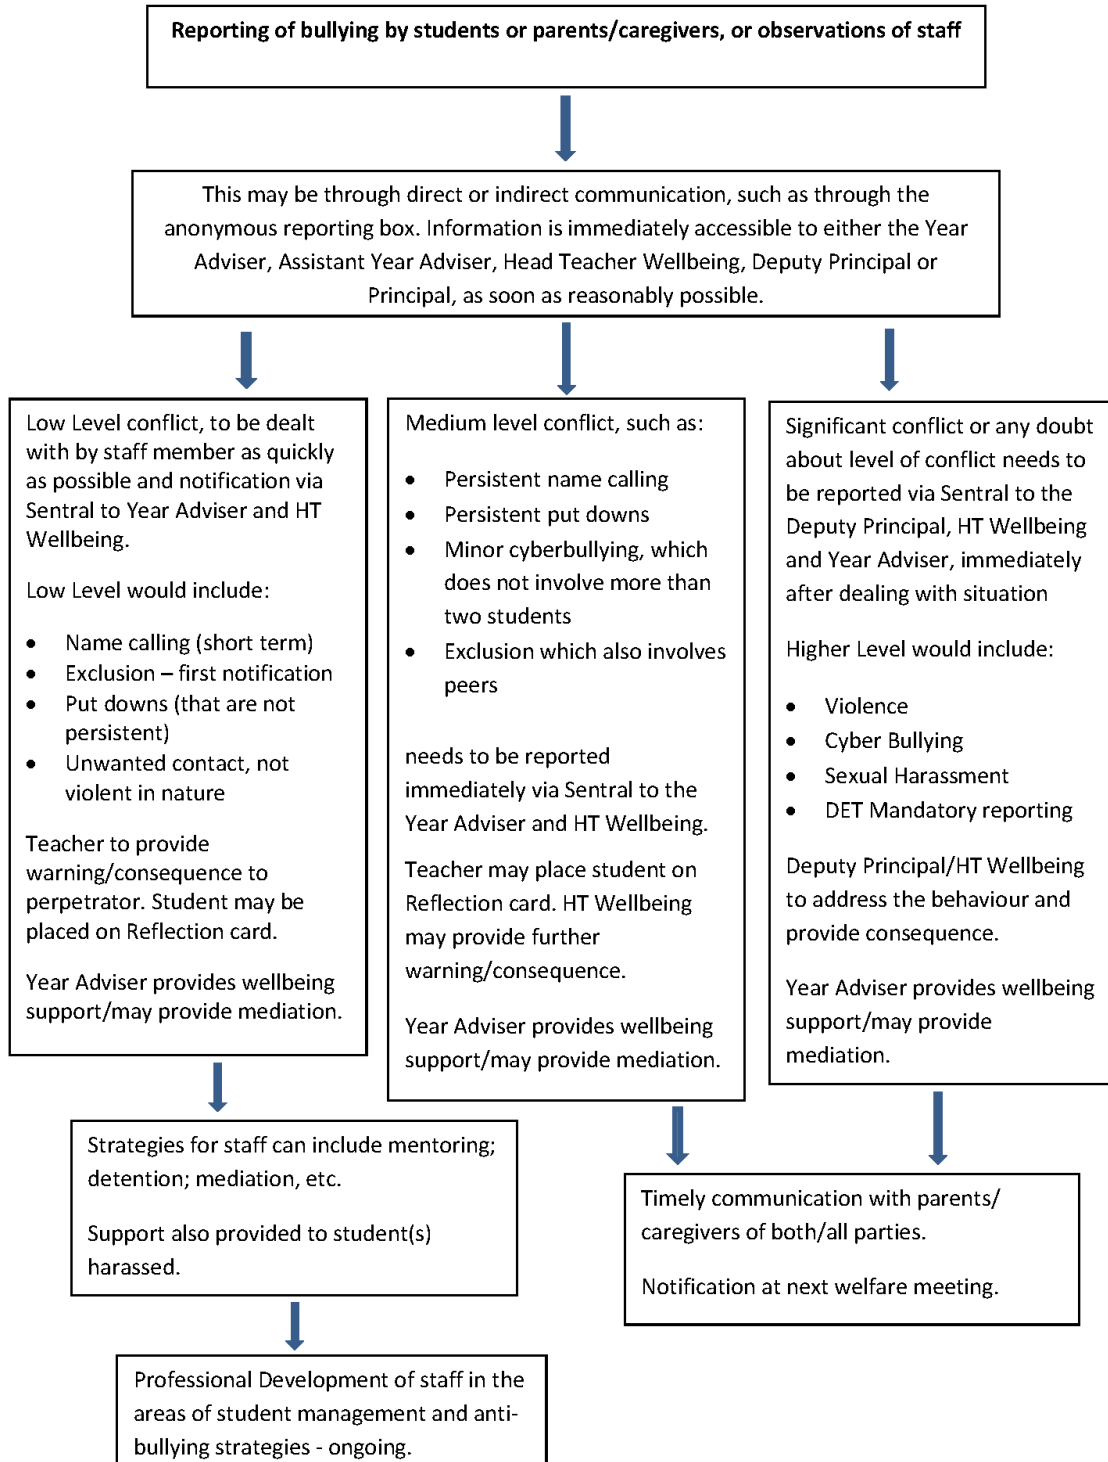 Reporting of bullying by students or parents/caregivers, or observations of staff
This may be through direct or indirect communication, such as through the
anonymous reporting box. Information is immediately accessible to either the Year
Adviser, Assistant Year Adviser, Head Teacher Wellbeing, Deputy Principal or
Principal, as soon as reasonably possible.
Low Level conflict, to be dealt
with by staff member as quickly
as possible and notification via
Sentral to Year Adviser and HT
Wellbeing.
Low Level would include:
• Name calling (short term)
• Exclusion – first notification
• Put downs (that are not
persistent)
• Unwanted contact, not
violent in nature
Teacher to provide
warning/consequence to
perpetrator. Student may be
placed on Reflection card.
Year Adviser provides wellbeing
support/may provide mediation.
Medium level conflict, such as:
• Persistent name calling
• Persistent put downs
• Minor cyberbullying, which
does not involve more than
two students
• Exclusion which also involves
peers
needs to be reported
immediately via Sentral to the
Year Adviser and HT Wellbeing.
Teacher may place student on
Reflection card. HT Wellbeing
may provide further
warning/consequence.
Year Adviser provides wellbeing
support/may provide mediation.
Significant conflict or any doubt
about level of conflict needs to
be reported via Sentral to the
Deputy Principal, HT Wellbeing
and Year Adviser, immediately
after dealing with situation
Higher Level would include:
• Violence
• Cyber Bullying
• Sexual Harassment
• DET Mandatory reporting
Deputy Principal/HT Wellbeing
to address the behaviour and
provide consequence.
Year Adviser provides wellbeing
support/may provide
mediation.
Strategies for staff can include mentoring;
detention; mediation, etc.
Support also provided to student(s)
harassed.
Timely communication with parents/
caregivers of both/all parties.
Notification at next welfare meeting.
Professional Development of staff in the
areas of student management and anti-
bullying strategies - ongoing.